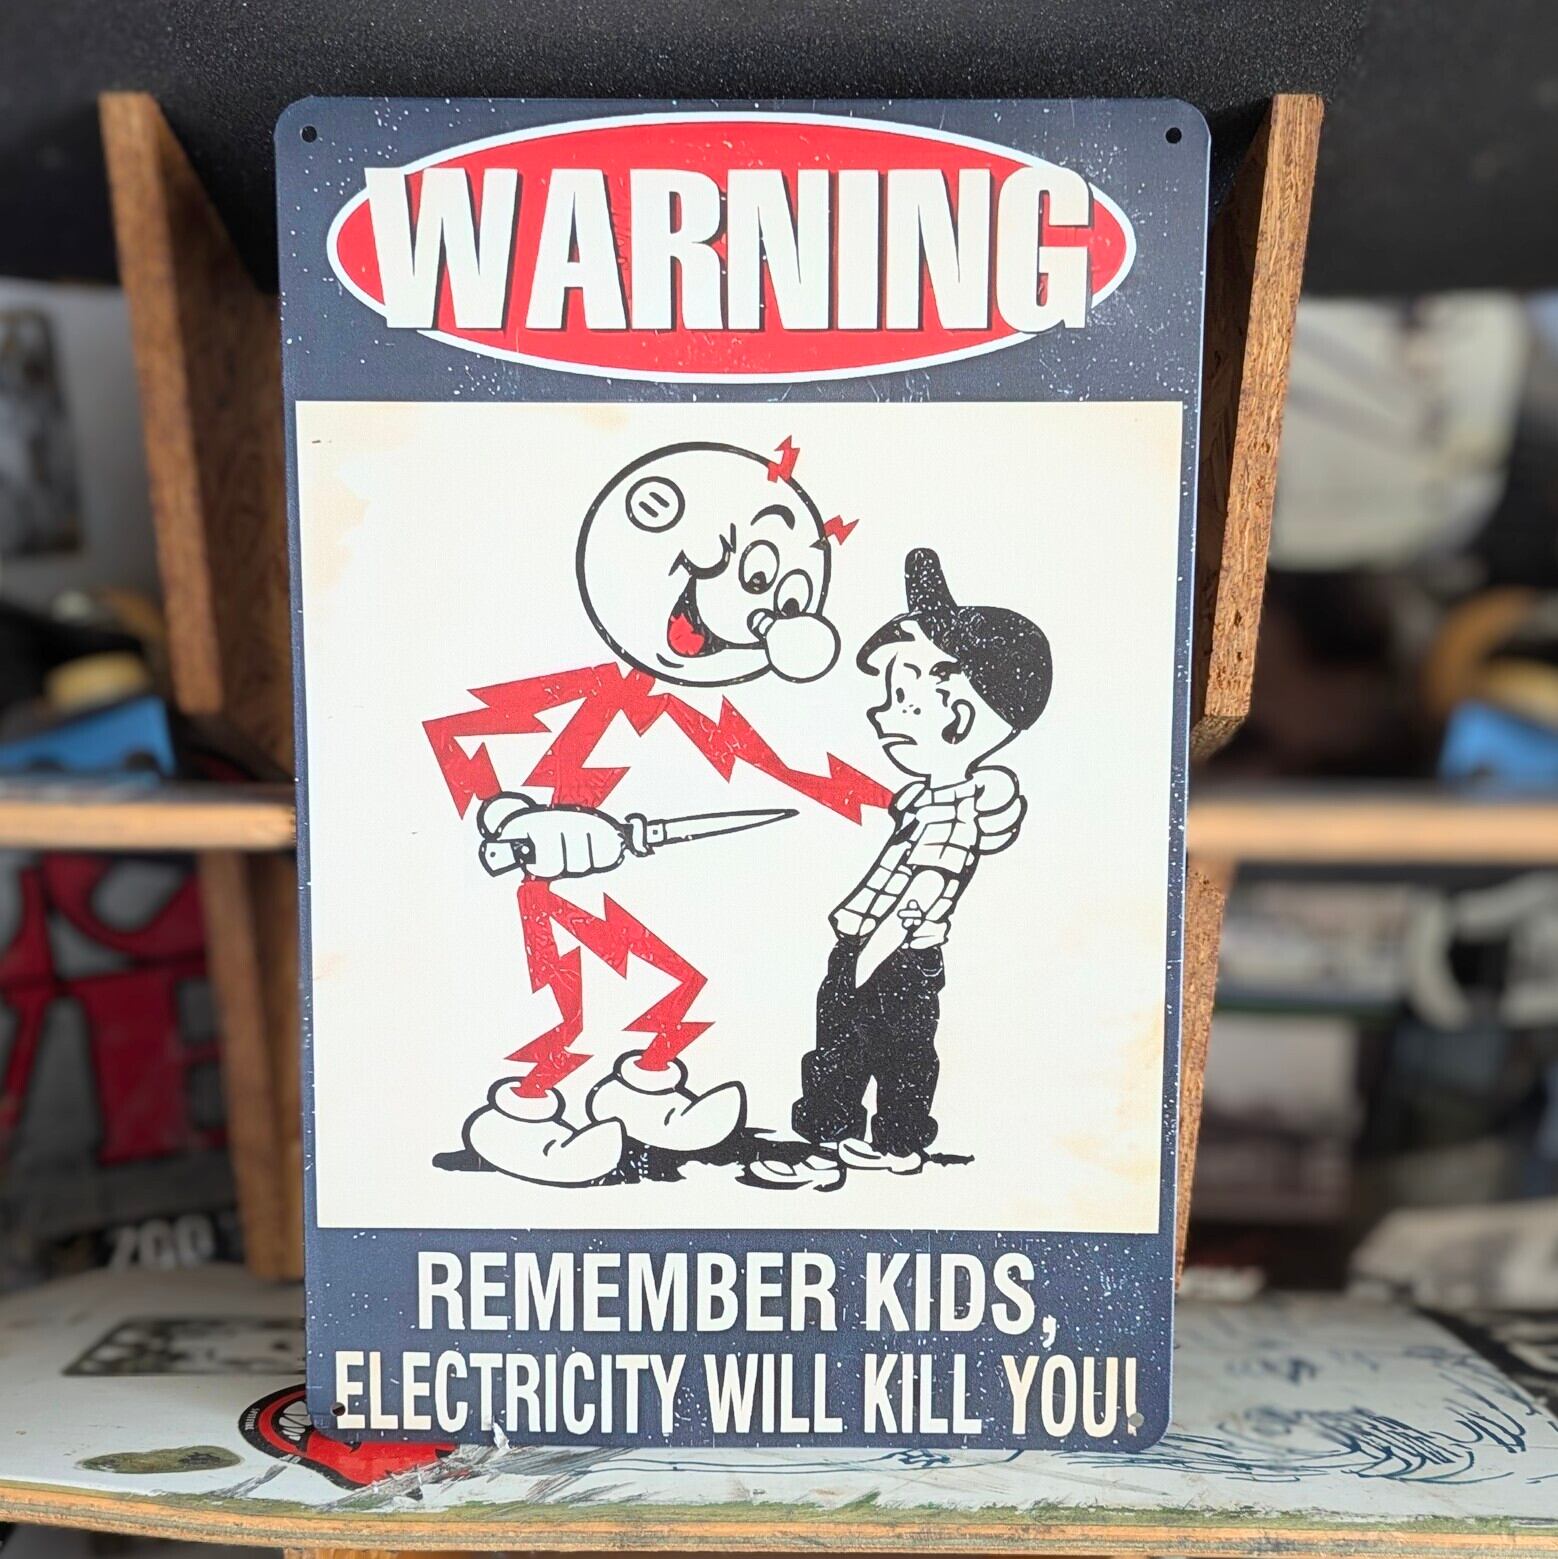 WARNING
REMEMBER KIDS,
ELECTRICITY WILL KILL YOU!